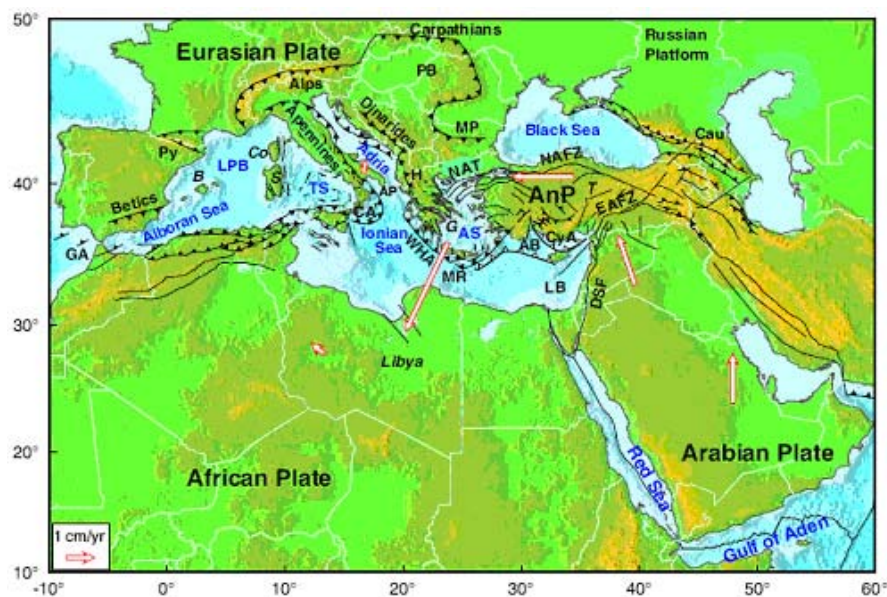 50°
Carpathians
Russian
Platform
Eurasian Plate
PB
Alps
Apennines
Dinarides
MP
Black Sea
Cau
Py
LPB
Co
Adria
B
S
H
NAT
NAFZ
40°
TS
AP
AnP
T
EAFZ
Betics
Alboran Sea
CA
G
AS
Ionian
Sea
WHA
CyA
AB
GA
MR
LB
DSF
30°
Libya
20°
African Plate
Arabian Plate
Red Sea
Gulf of Aden
1 cm/yr
10°
-10°
0°
10°
20°
30°
40°
50°
60°